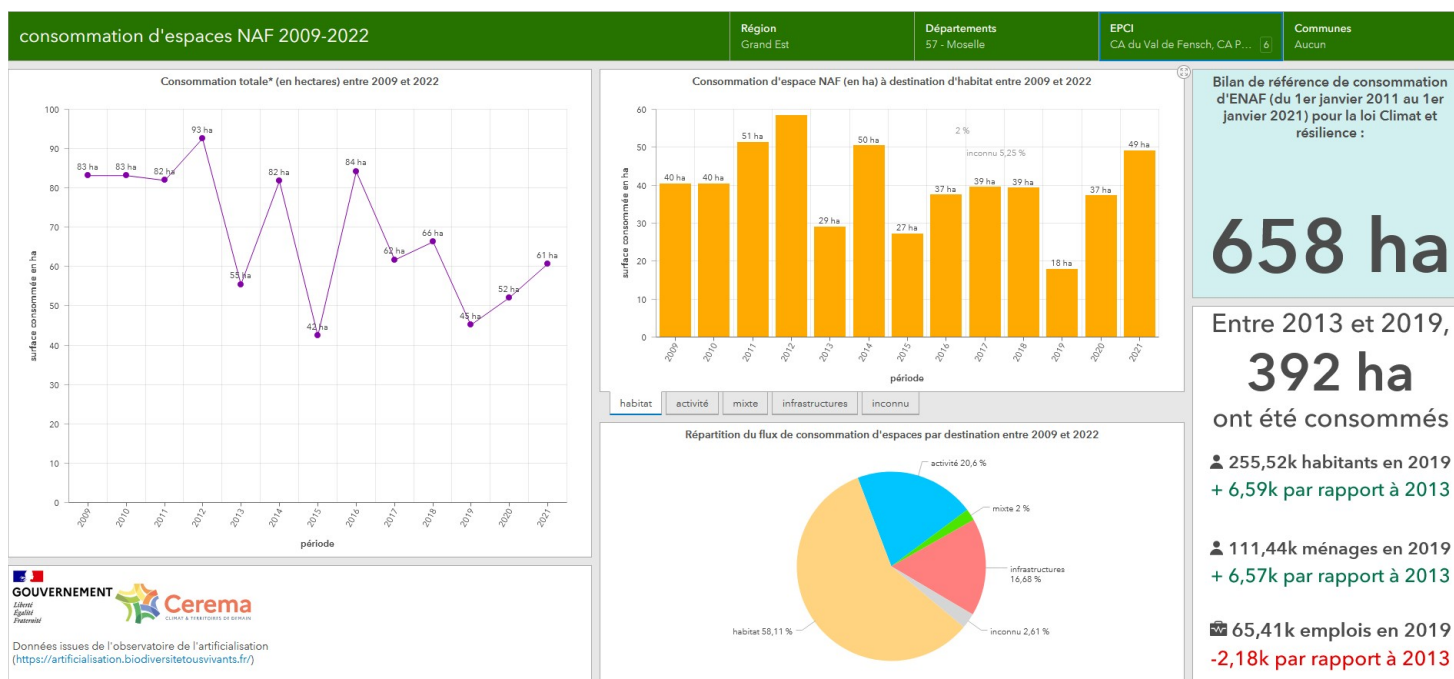 consommation d'espaces NAF 2009-2022
Région
Grand Est
Départements
57 - Moselle
EPCI
CA du Val de Fensch, CA P... 6
Communes
Aucun
Consommation totale* (en hectares) entre 2009 et 2022
surface consommée en ha
100
90
80
70
60
50
40
30
20
10
0
83 ha
83 ha
82 ha
93 ha
55 ha
82 ha
42 ha
84 ha
62 ha
66 ha
45 ha
52 ha
61 ha
2009
2010
2011
2012
2013
2014
2015
2016
2017
2018
2019
2020
2021
période
GOUVERNEMENT
Liberté
Égalité
Fraternité
Cerema
CLIMAT & TERRITOIRES DE DEMAIN
Données issues de l'observatoire de l'artificialisation
(https://artificialisation.biodiversitetousvivants.fr/)
Consommation d'espace NAF (en ha) à destination d'habitat entre 2009 et 2022
surface consommée en ha
60
50
40
30
20
10
0
40 ha
40 ha
51 ha
29 ha
50 ha
27 ha
37 ha
39 ha
39 ha
18 ha
37 ha
49 ha
2 %
inconnu 5,25 %
2009
2010
2011
2012
2013
2014
2015
2016
2017
2018
2019
2020
2021
période
habitat
activité
mixte
infrastructures
inconnu
Répartition du flux de consommation d'espaces par destination entre 2009 et 2022
activité 20,6 %
mixte 2 %
infrastructures
16,68 %
inconnu 2,61 %
habitat 58,11 %
Bilan de référence de consommation
d'ENAF (du 1er janvier 2011 au 1er
janvier 2021) pour la loi Climat et
résilience :
658 ha
Entre 2013 et 2019,
392 ha
ont été consommés
255,52k habitants en 2019
+ 6,59k par rapport à 2013
111,44k ménages en 2019
+ 6,57k par rapport à 2013
65,41k emplois en 2019
-2,18k par rapport à 2013